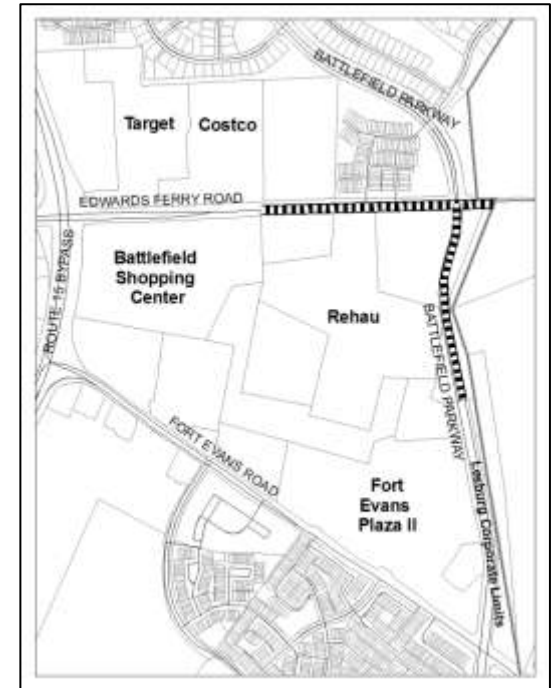 BATTLEFIELD PARKWAY
Target
Costco
EDWARDS FERRY ROAD
ROUTE 15 BYPASS
Battlefield
Shopping
Center
Rehau
BATTLEFIELD PARKWAY
FORT EVANS ROAD
Fort
Evans
Plaza II
Lesburg Corporate Limits